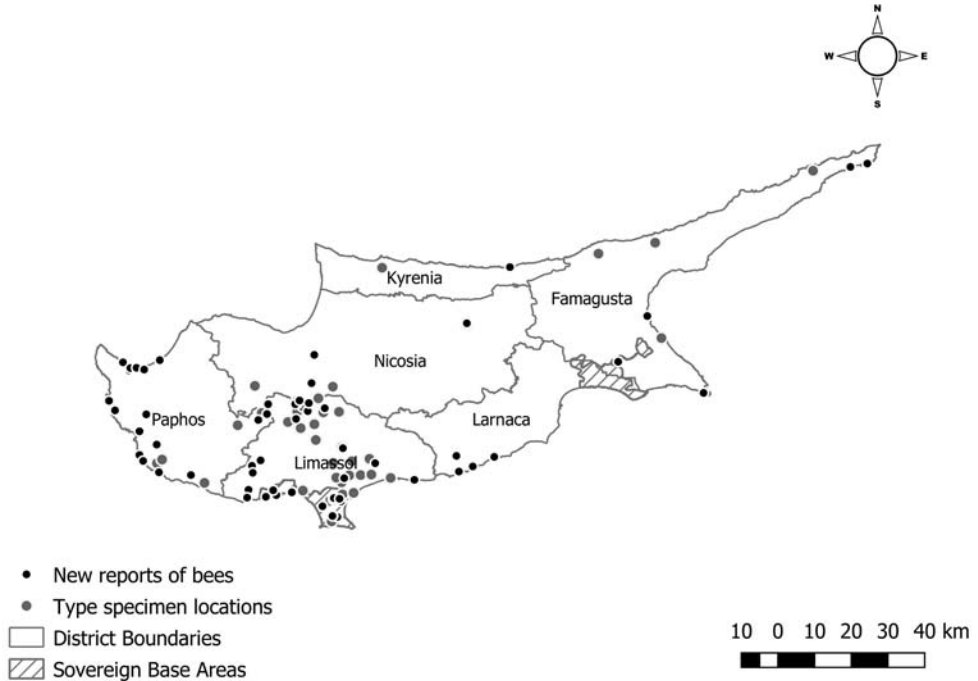 N
W E
S
Kyrenia
Famagusta
Nicosia
Paphos
Larnaca
Limassol
New reports of bees
Type specimen locations
District Boundaries
Sovereign Base Areas
10 0 10 20 30 40 km